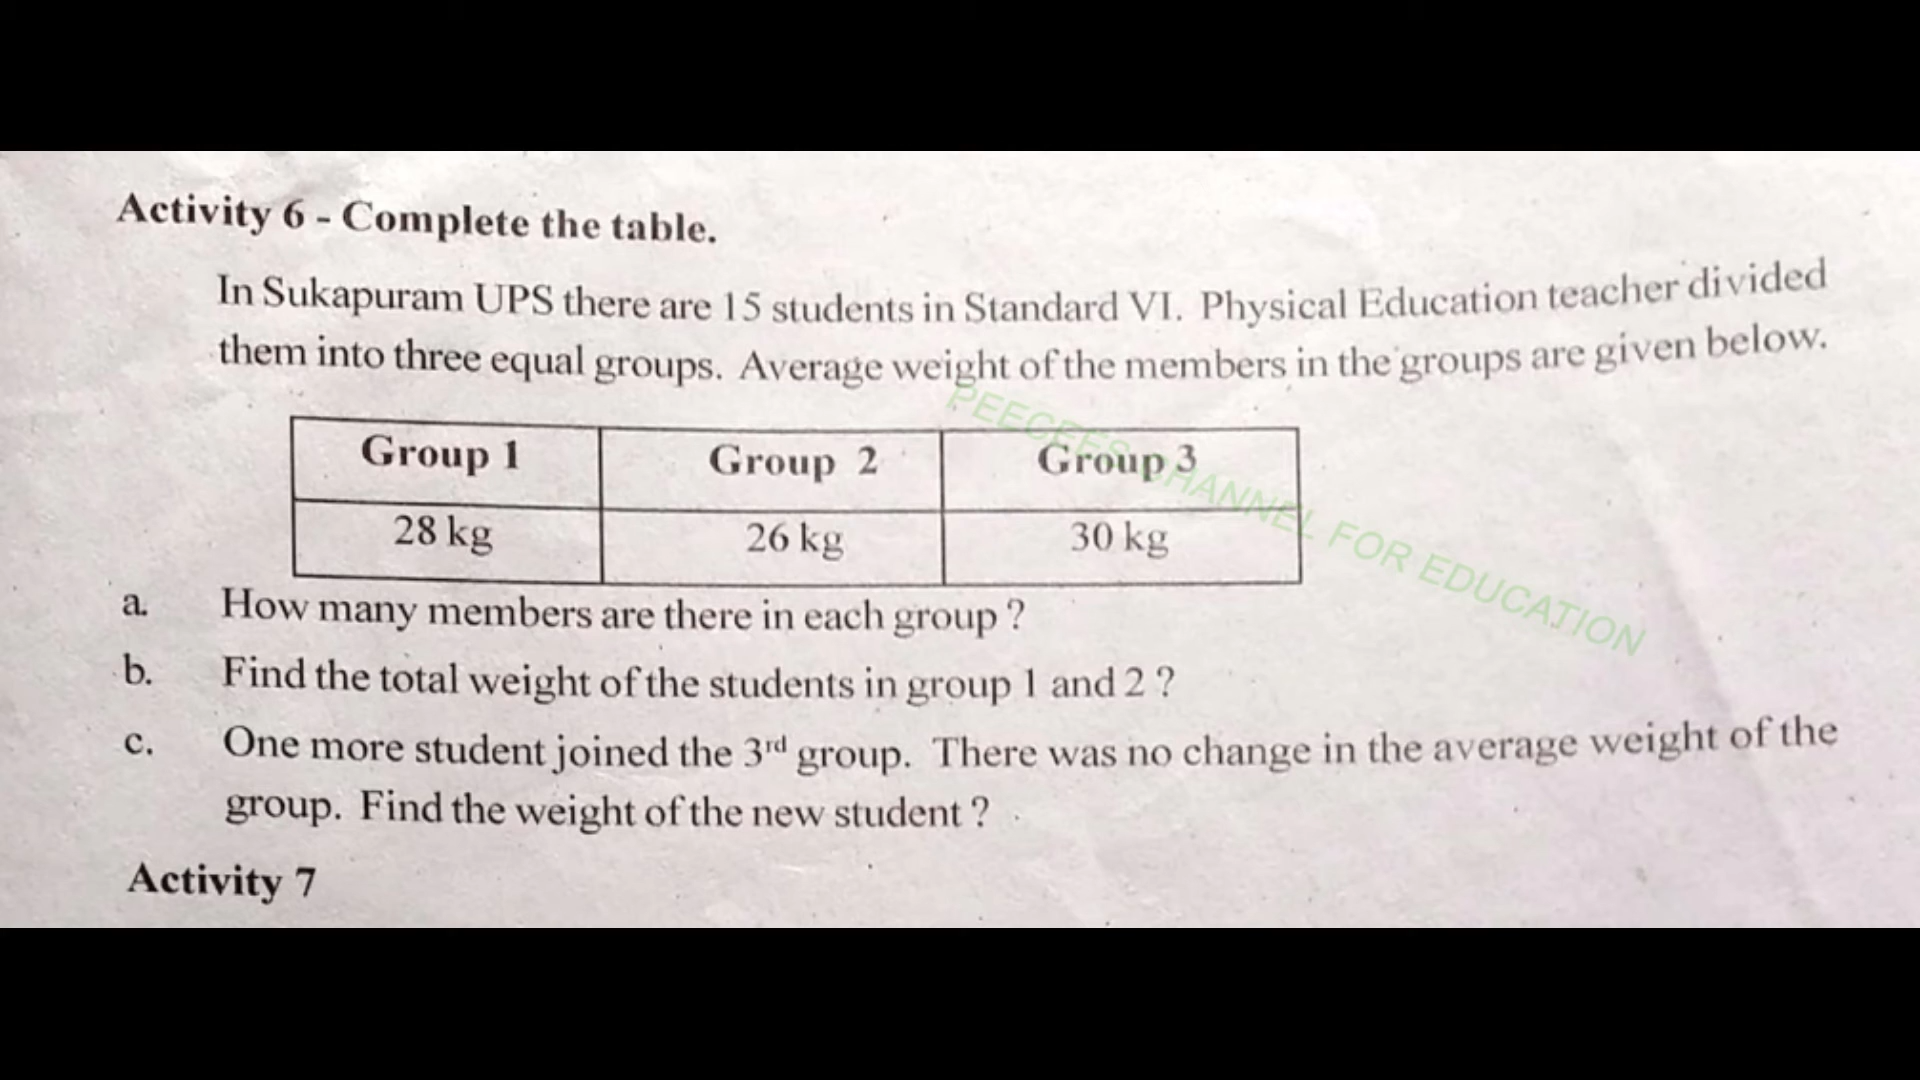 Activity 6 - Complete the table.
In Sukapuram UPS there are 15 students in Standard VI. Physical Education teacher divided
them into three equal groups. Average weight of the members in the groups are given below.
Group 1 Group 2 Group 3
28 kg 26 kg 30 kg
PEECEES CHANNEL FOR EDUCATION
a. How many members are there in each group ?
b. Find the total weight of the students in group 1 and 2 ?
c. One more student joined the 3rd group. There was no change in the average weight of the
group. Find the weight of the new student ?
Activity 7